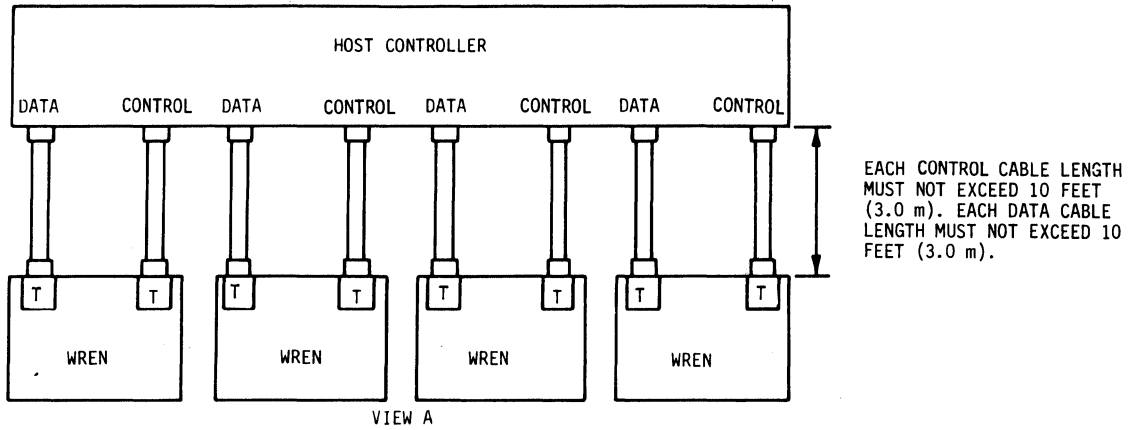 HOST CONTROLLER
DATA CONTROL DATA CONTROL DATA CONTROL DATA CONTROL
EACH CONTROL CABLE LENGTH
MUST NOT EXCEED 10 FEET
(3.0 m). EACH DATA CABLE
LENGTH MUST NOT EXCEED 10
FEET (3.0 m).
T T T T T T T T
WREN WREN WREN WREN
VIEW A